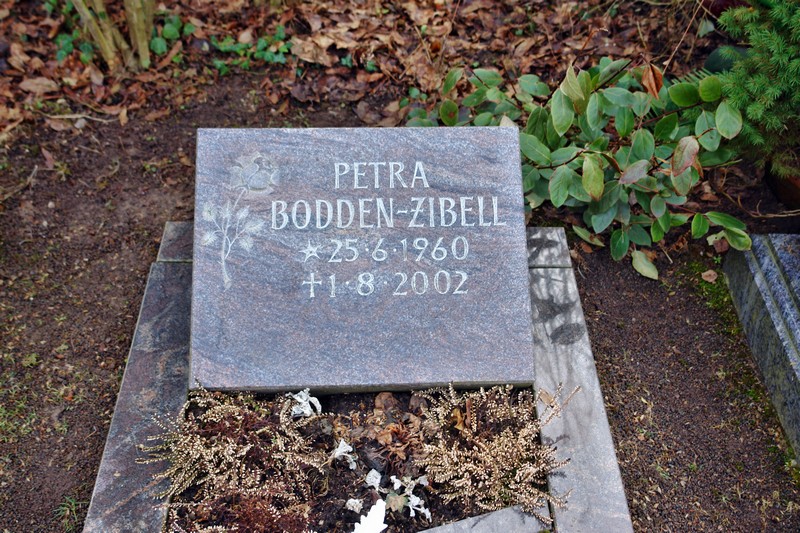 PETRA
BODDEN-ZIBELL
* 25·6·1960
† 1·8·2002